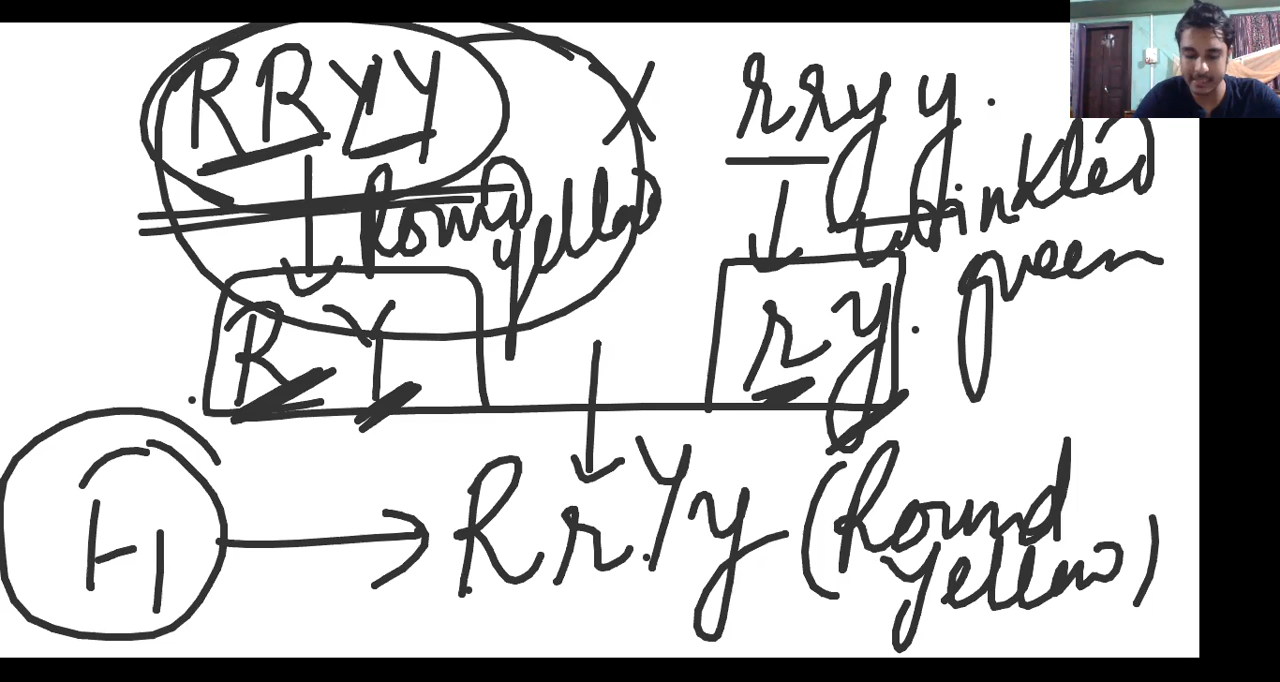 RRYY × rryy.
Round yellow
wrinkled green
RY
ry.
F1 → RrYy (Round yellow)